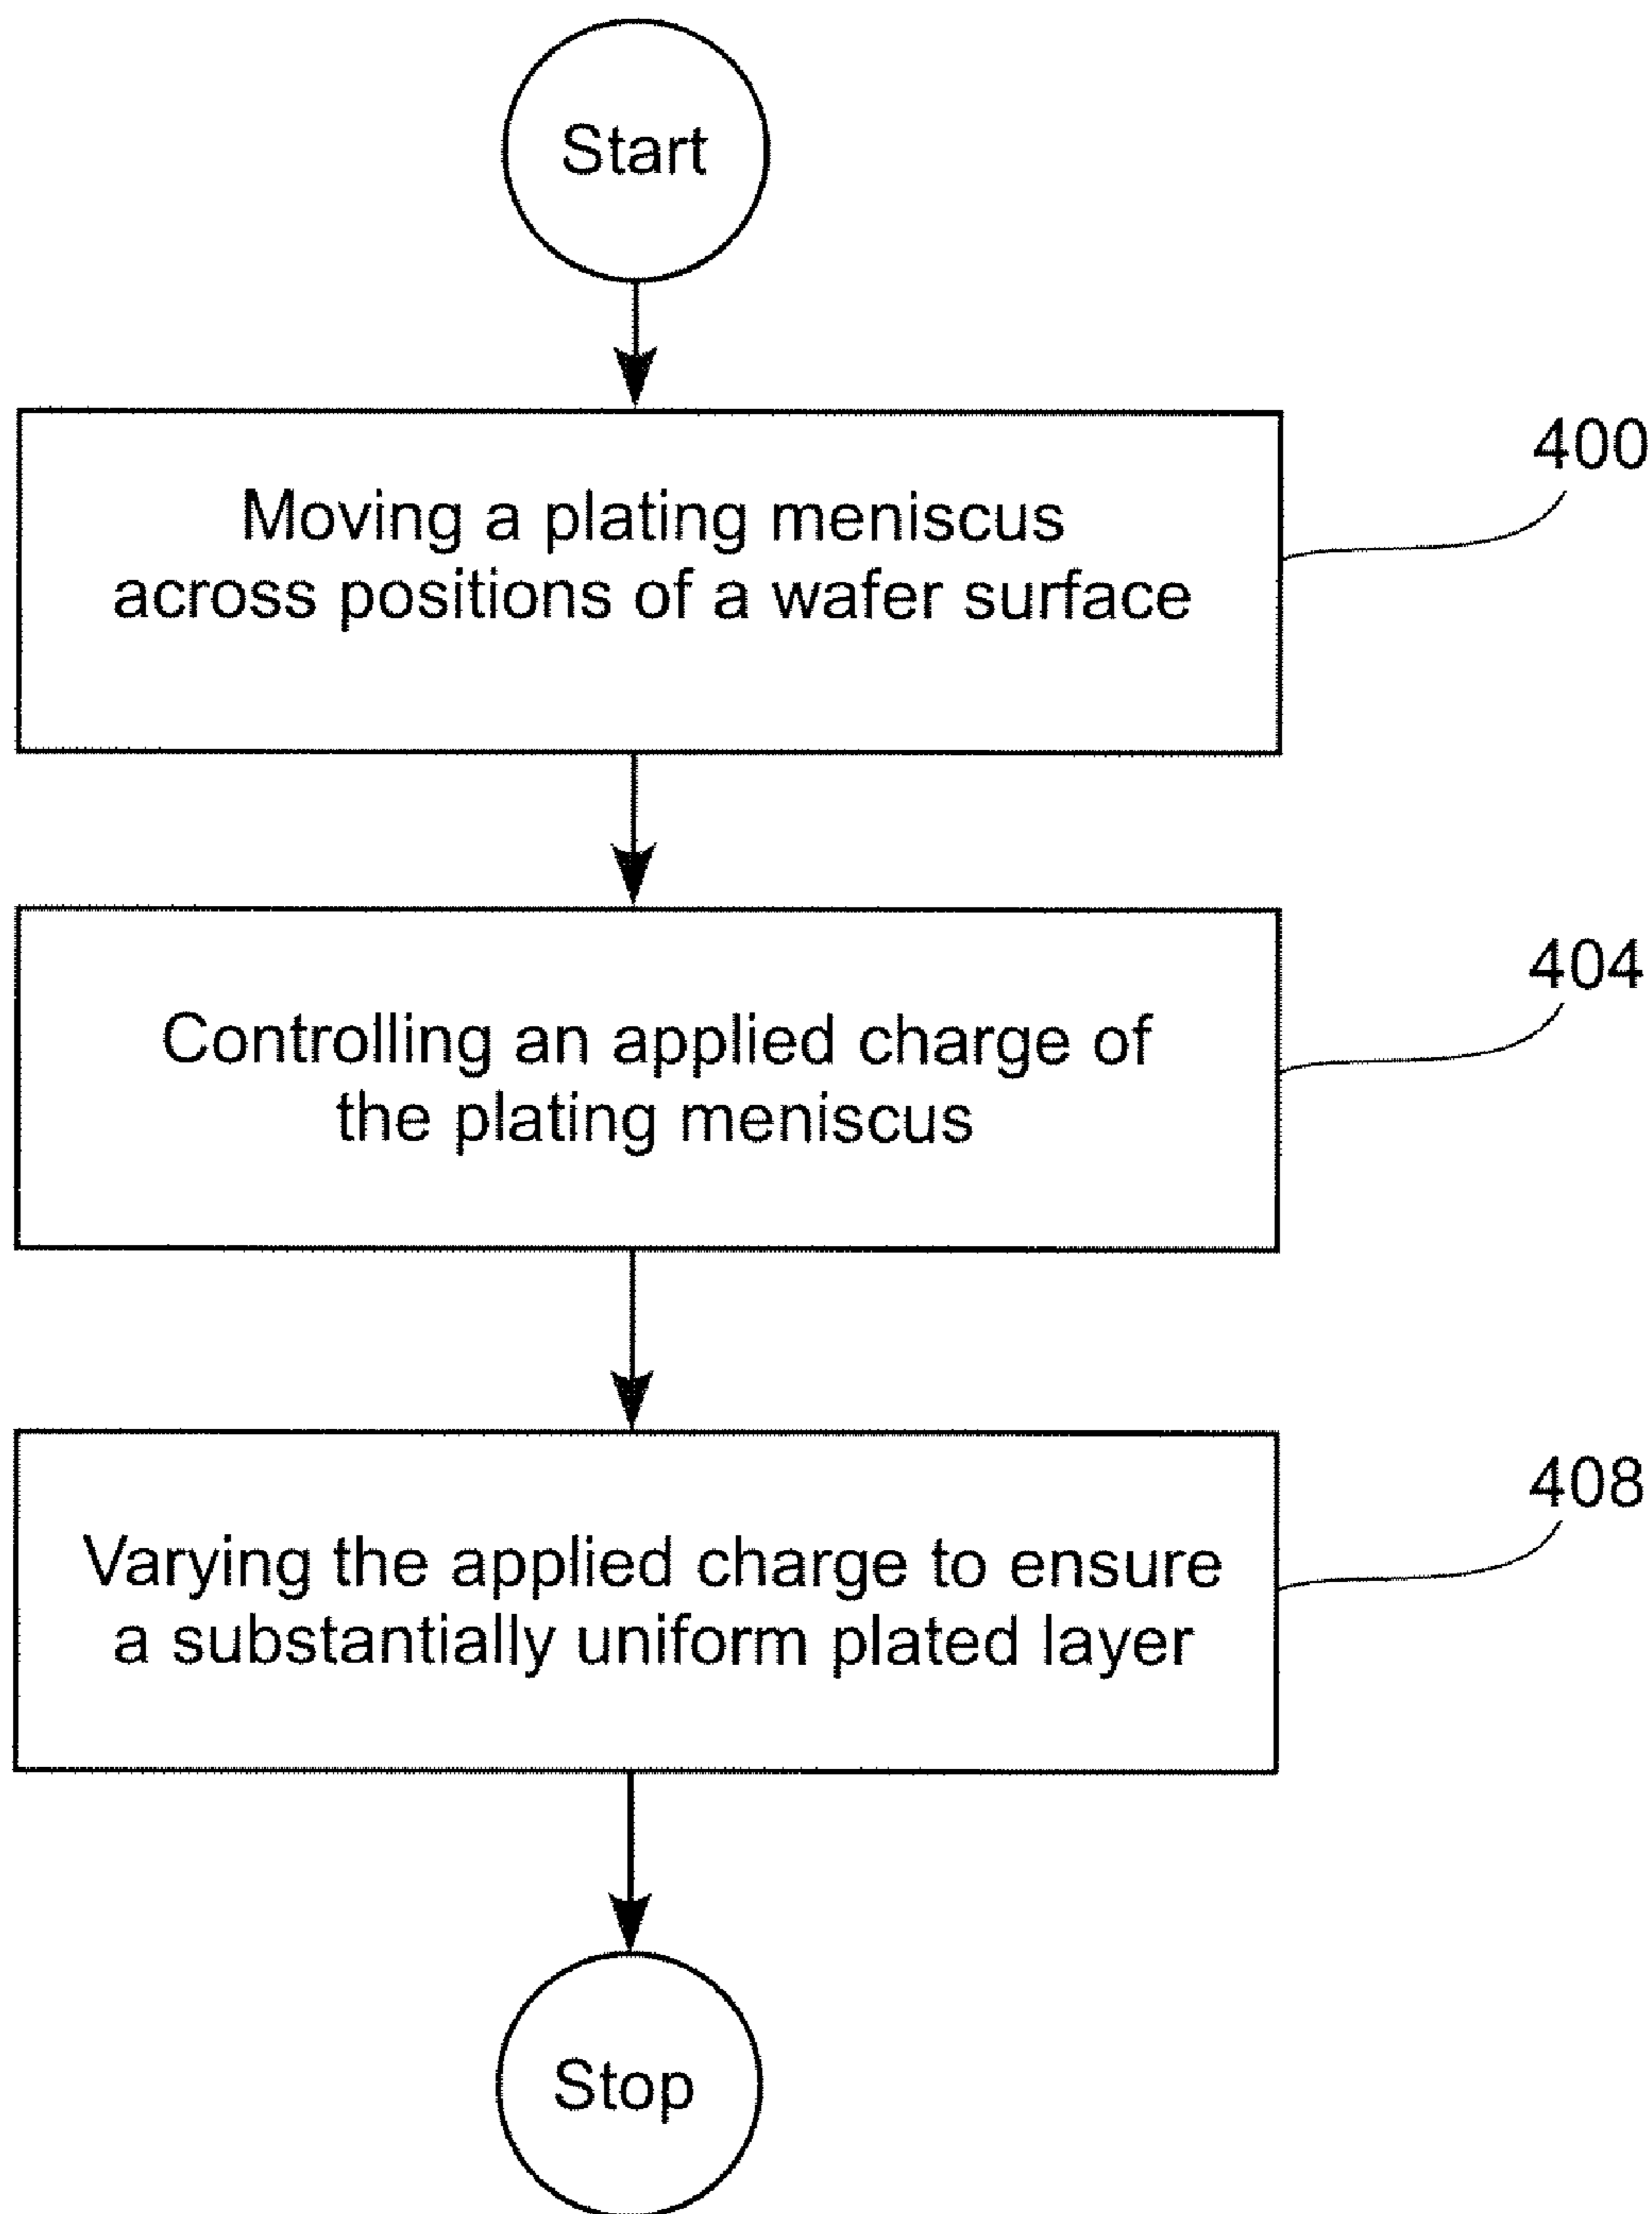 Start
Moving a plating meniscus
across positions of a wafer surface
400
Controlling an applied charge of
the plating meniscus
404
Varying the applied charge to ensure
a substantially uniform plated layer
408
Stop